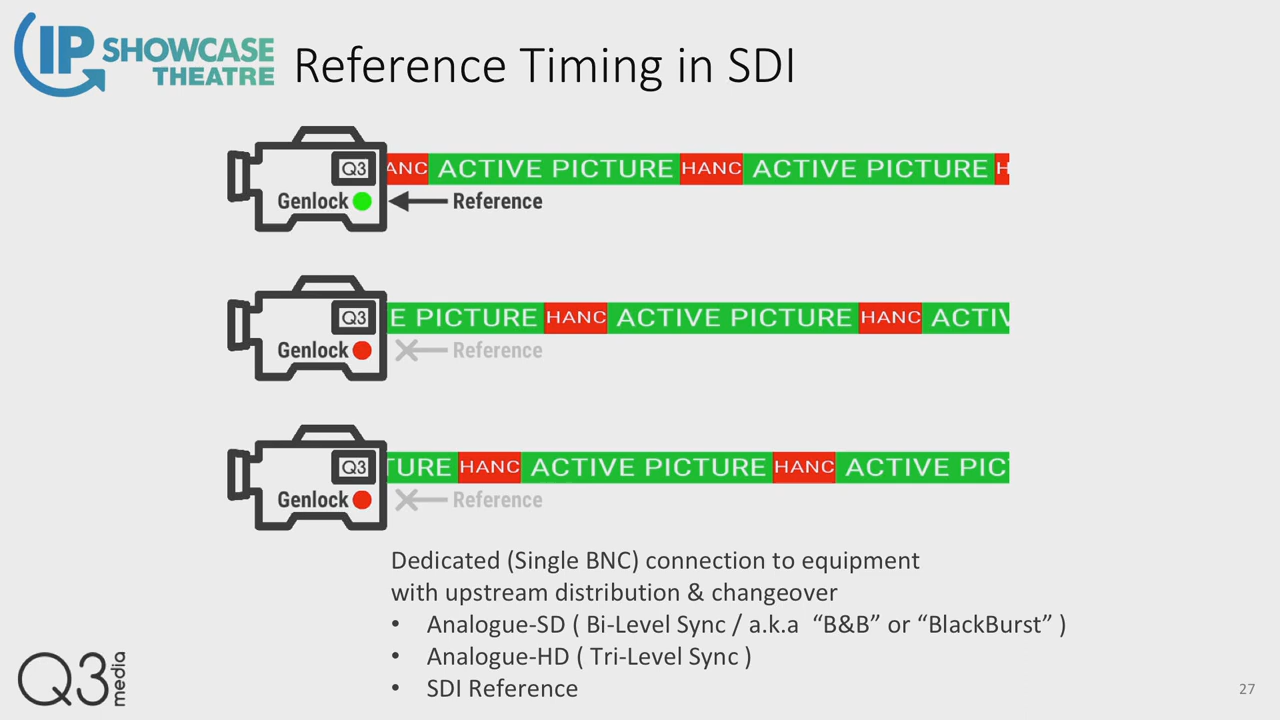 IP SHOWCASE THEATRE
Reference Timing in SDI
Q3 ANC ACTIVE PICTURE HANC ACTIVE PICTURE H
Genlock Reference
Q3 E PICTURE HANC ACTIVE PICTURE HANC ACTIV
Genlock Reference
Q3 TURE HANC ACTIVE PICTURE HANC ACTIVE PIC
Genlock Reference
Dedicated (Single BNC) connection to equipment
with upstream distribution & changeover
• Analogue-SD ( Bi-Level Sync / a.k.a “B&B” or “BlackBurst” )
• Analogue-HD ( Tri-Level Sync )
• SDI Reference
Q3 media
27